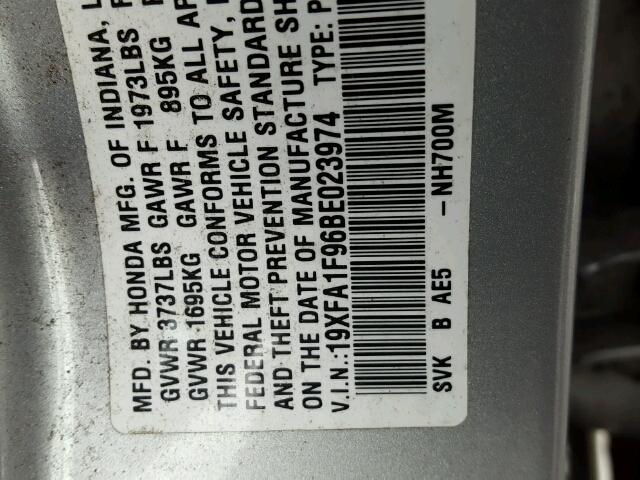 MFD. BY HONDA MFG. OF INDIANA, L
GVWR 3737LBS GAWR F 1973LBS
GVWR 1695KG GAWR F 895KG
THIS VEHICLE CONFORMS TO ALL AP
FEDERAL MOTOR VEHICLE SAFETY,
AND THEFT PREVENTION STANDARD
ON THE DATE OF MANUFACTURE SH
V.I.N.:19XFA1F96BE023974 TYPE: P
SVK B AE5 -NH700M